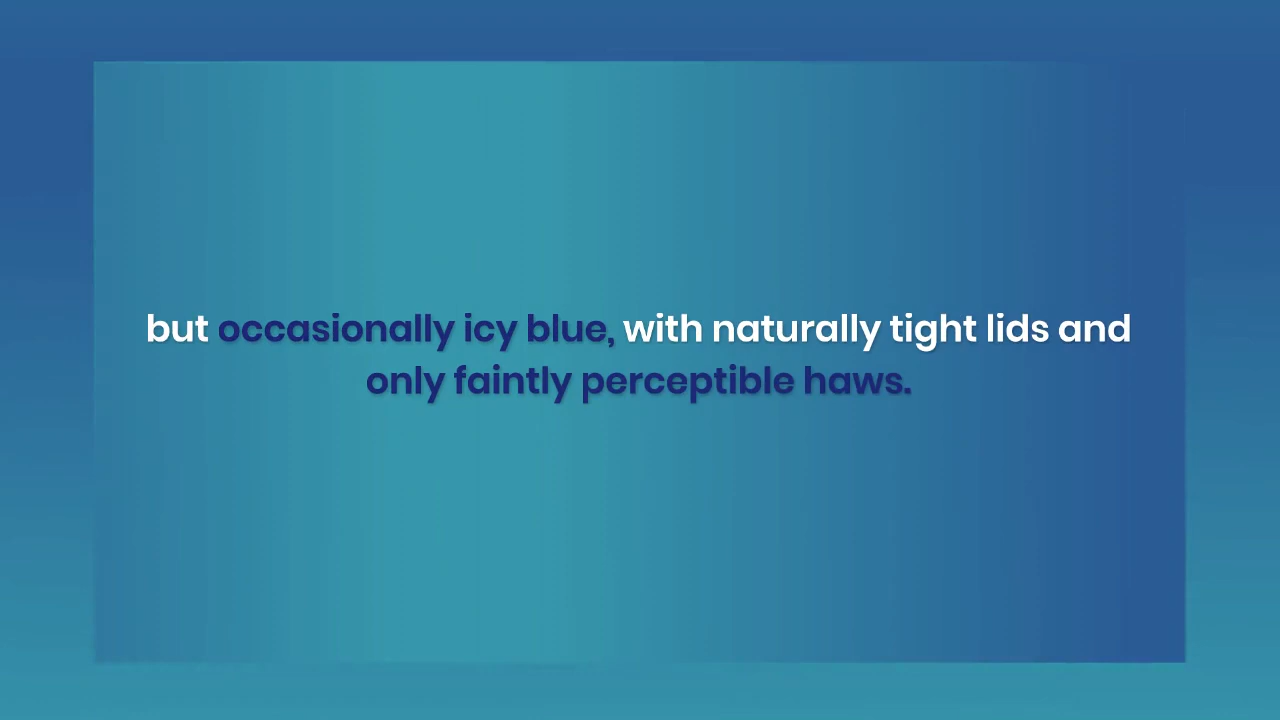 but occasionally icy blue, with naturally tight lids and
only faintly perceptible haws.